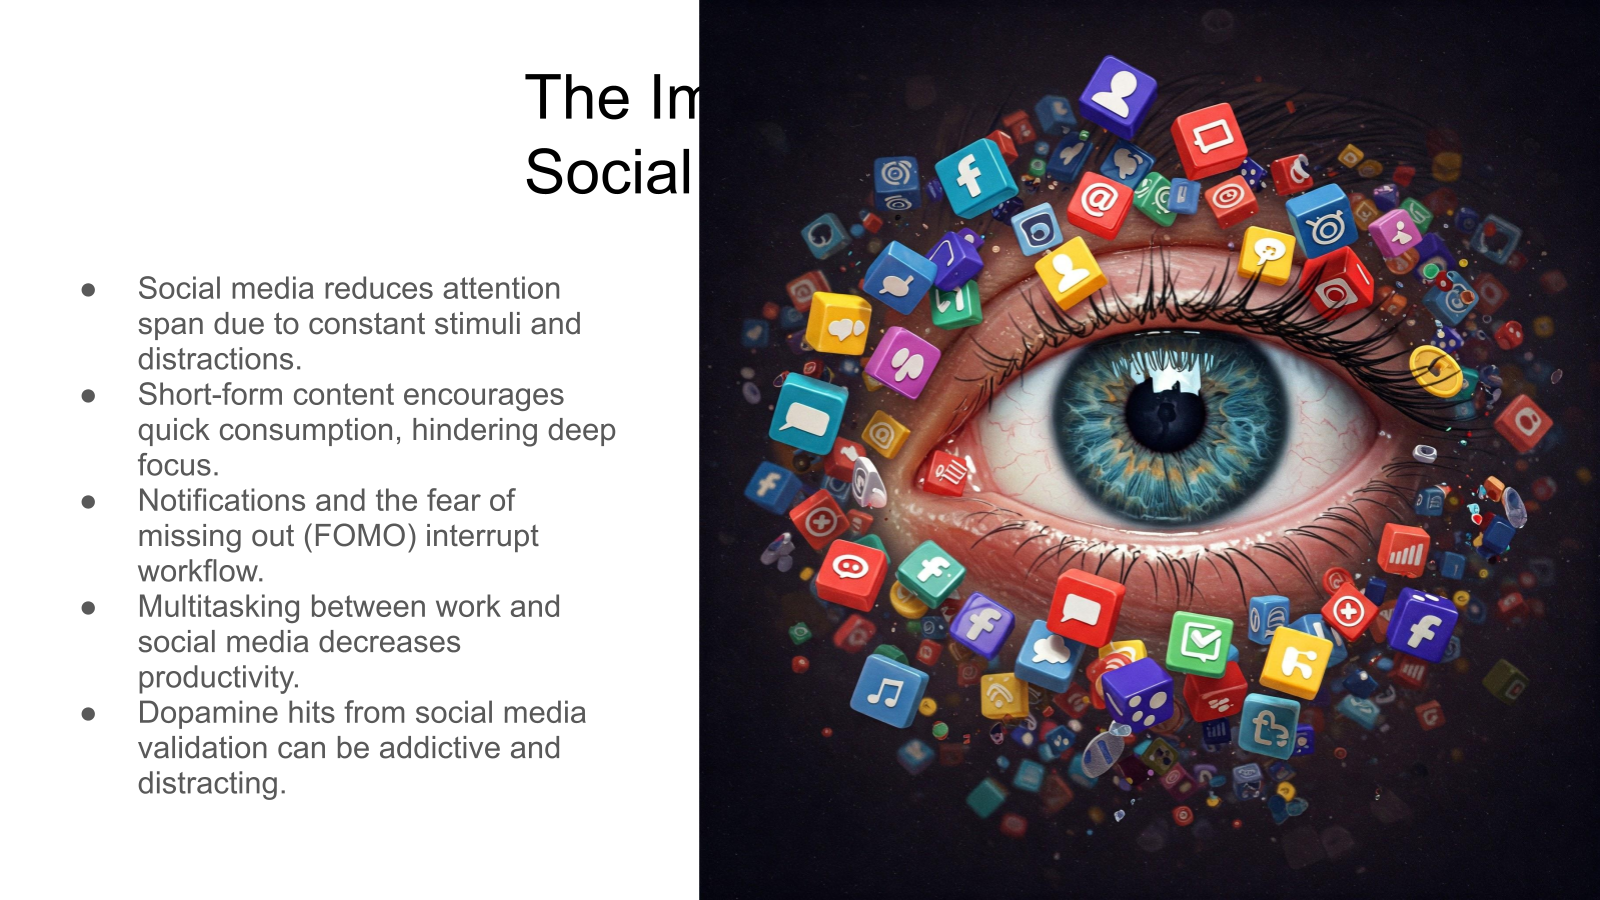 The Im
Social
● Social media reduces attention
span due to constant stimuli and
distractions.
● Short-form content encourages
quick consumption, hindering deep
focus.
● Notifications and the fear of
missing out (FOMO) interrupt
workflow.
● Multitasking between work and
social media decreases
productivity.
● Dopamine hits from social media
validation can be addictive and
distracting.